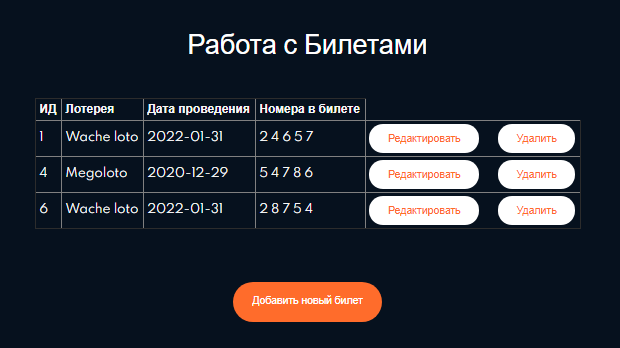 Работа с Билетами
ИД Лотерея Дата проведения Номера в билете
1 Wache loto 2022-01-31 2 4 6 5 7 Редактировать Удалить
4 Megoloto 2020-12-29 5 4 7 8 6 Редактировать Удалить
6 Wache loto 2022-01-31 2 8 7 5 4 Редактировать Удалить
Добавить новый билет